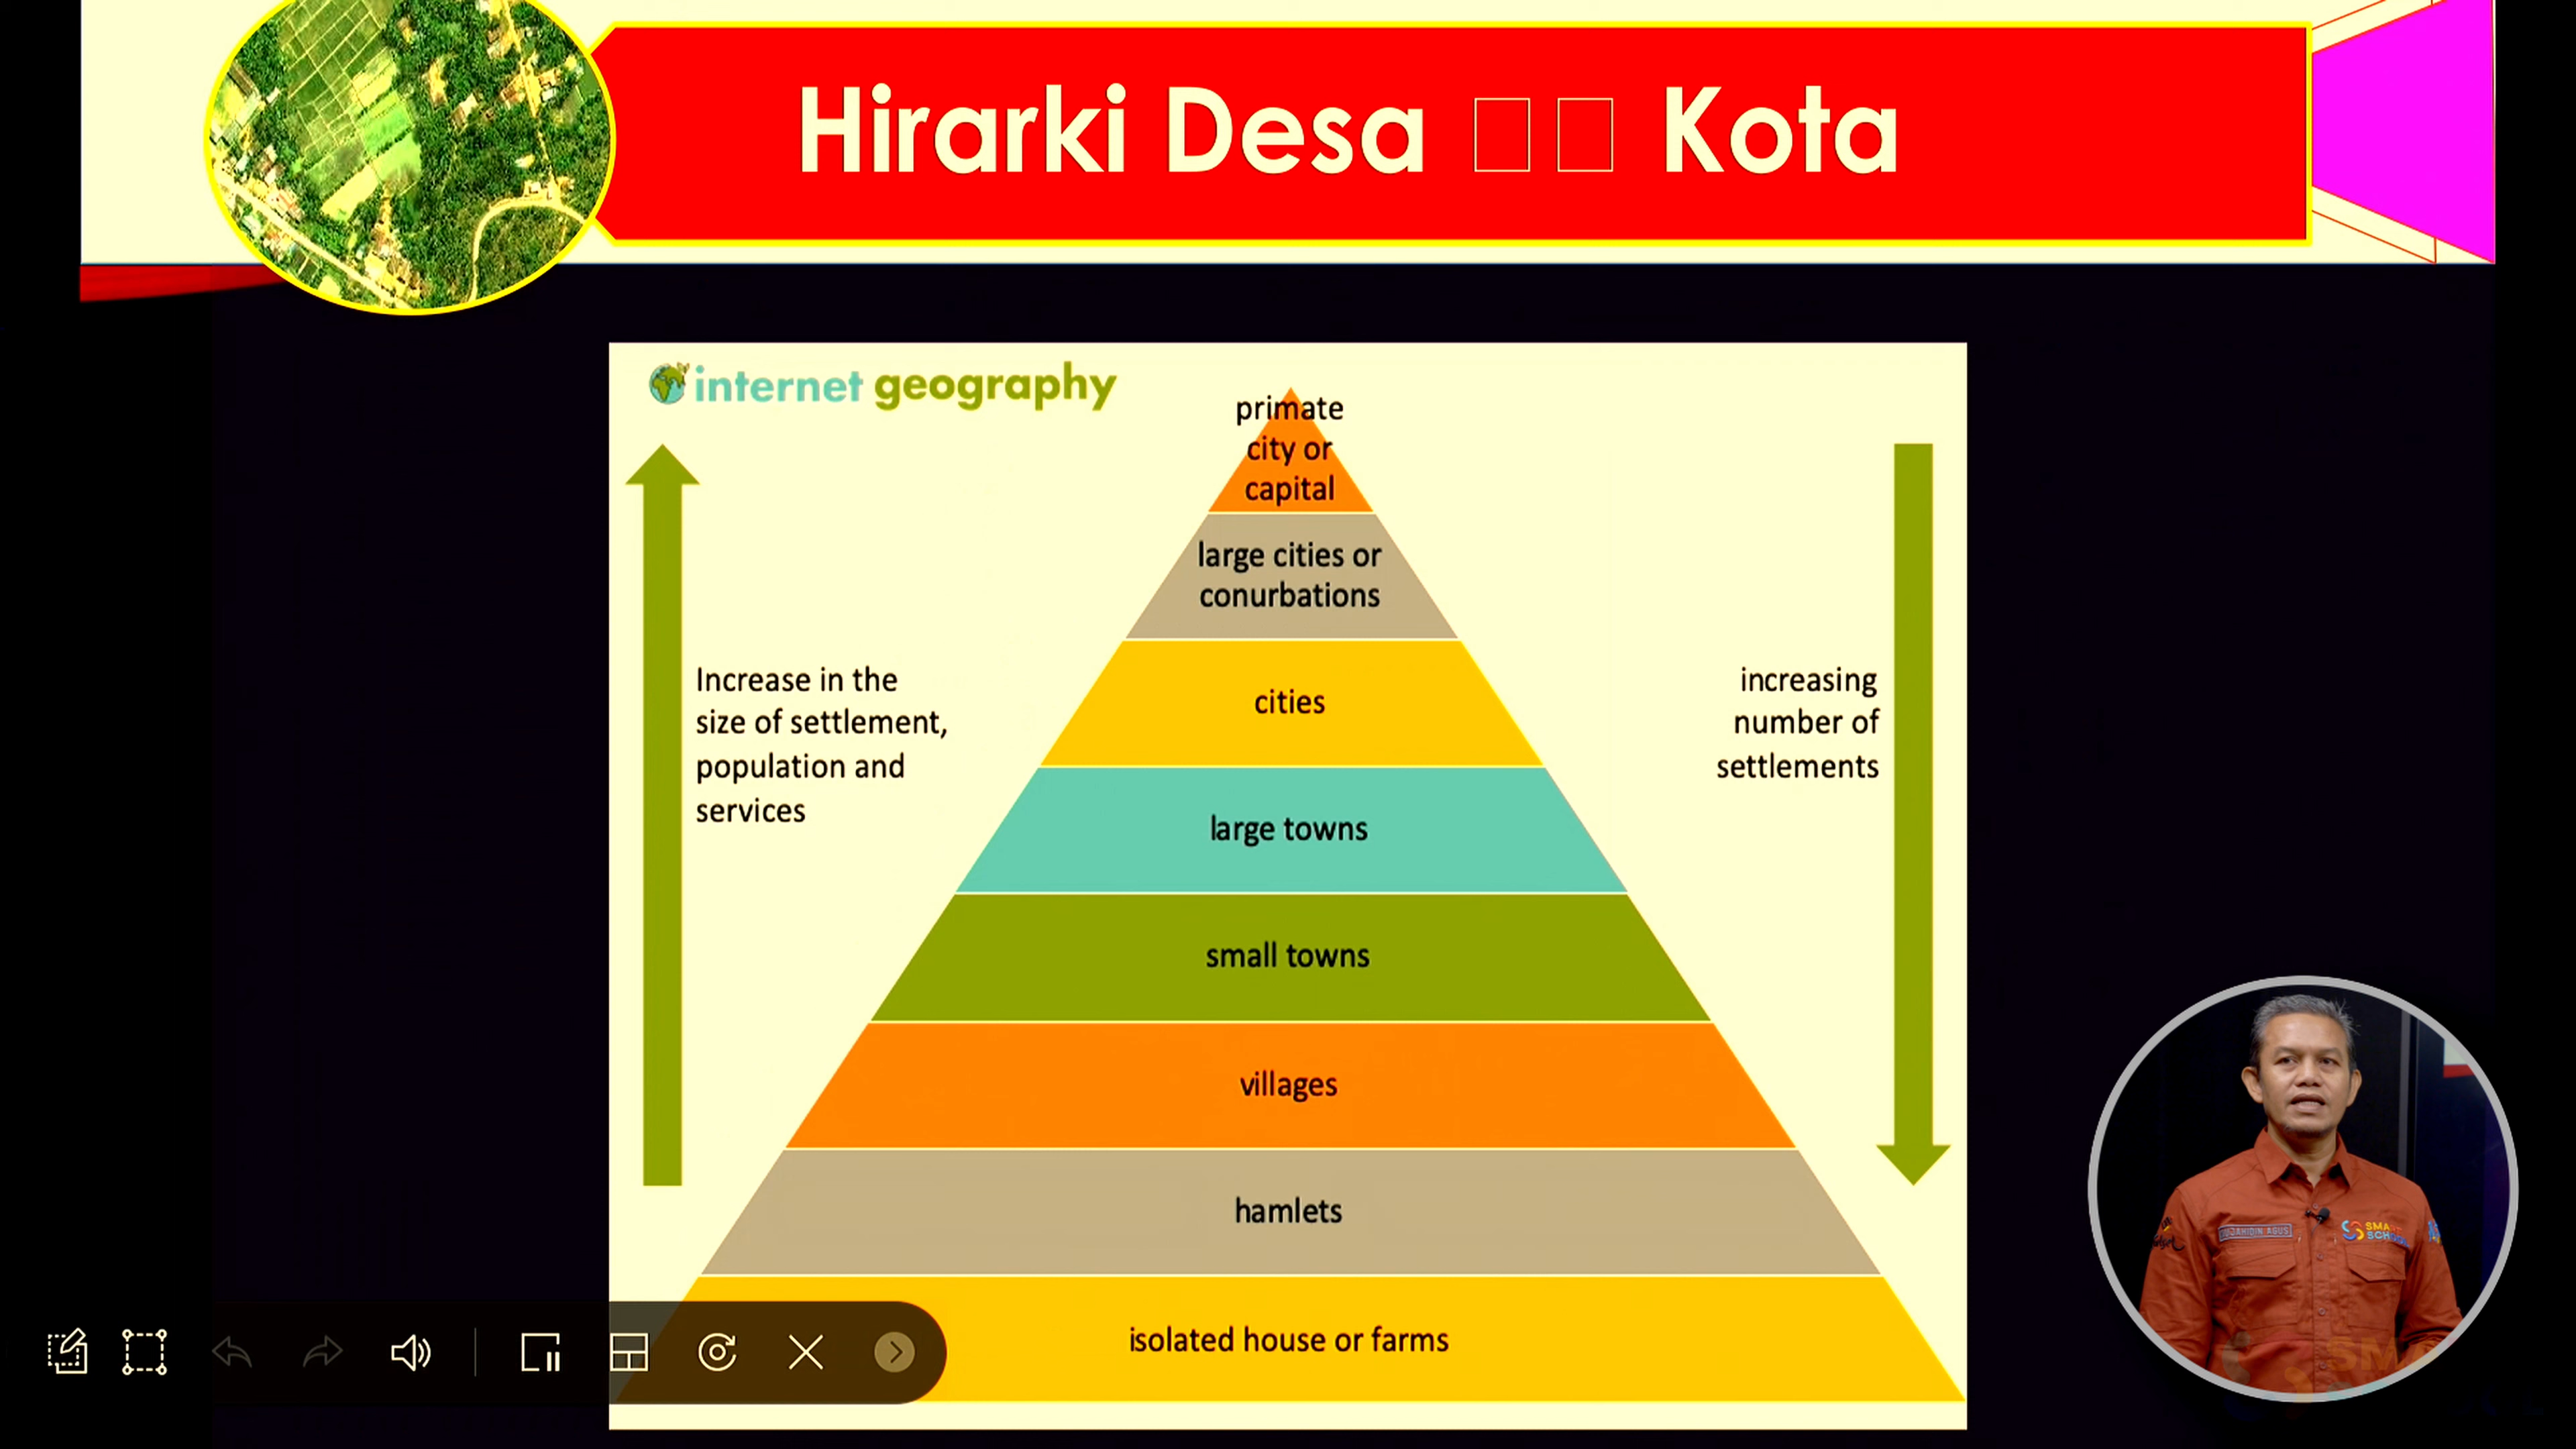 Hirarki Desa □□ Kota
internet geography
primate
city or
capital
large cities or
conurbations
cities
large towns
small towns
villages
hamlets
isolated house or farms
Increase in the
size of settlement,
population and
services
increasing
number of
settlements
SMA